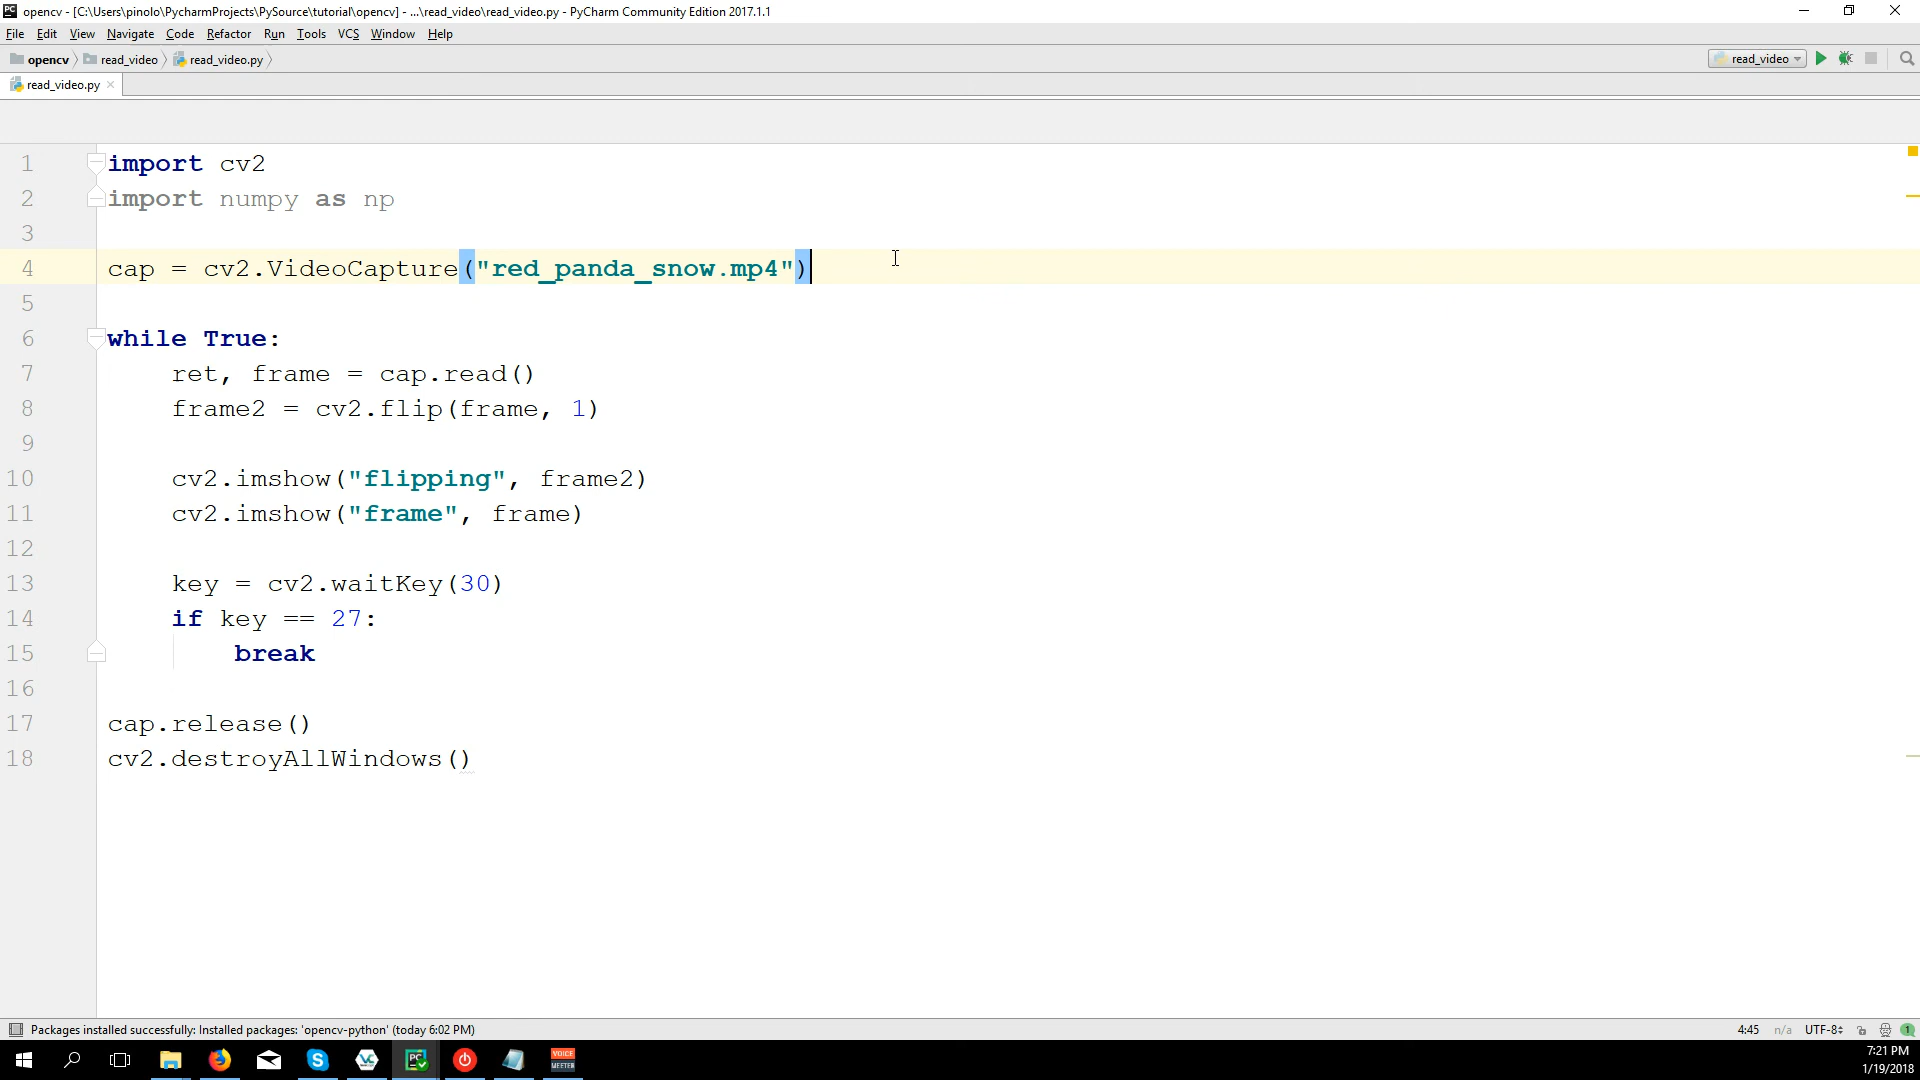 PC opencv - [C:\Users\pinolo\PycharmProjects\PySource\tutorial\opencv] - ...\read_video\read_video.py - PyCharm Community Edition 2017.1.1
File Edit View Navigate Code Refactor Run Tools VCS Window Help
opencv read_video read_video.py read_video
read_video.py
1 import cv2
2 import numpy as np
3
4 cap = cv2.VideoCapture("red_panda_snow.mp4")
5
6 while True:
7 ret, frame = cap.read()
8 frame2 = cv2.flip(frame, 1)
9
10 cv2.imshow("flipping", frame2)
11 cv2.imshow("frame", frame)
12
13 key = cv2.waitKey(30)
14 if key == 27:
15 break
16
17 cap.release()
18 cv2.destroyAllWindows()
Packages installed successfully: Installed packages: 'opencv-python' (today 6:02 PM) 4:45 n/a UTF-8 1
S VC PC VOICE MEETER 7:21 PM
1/19/2018